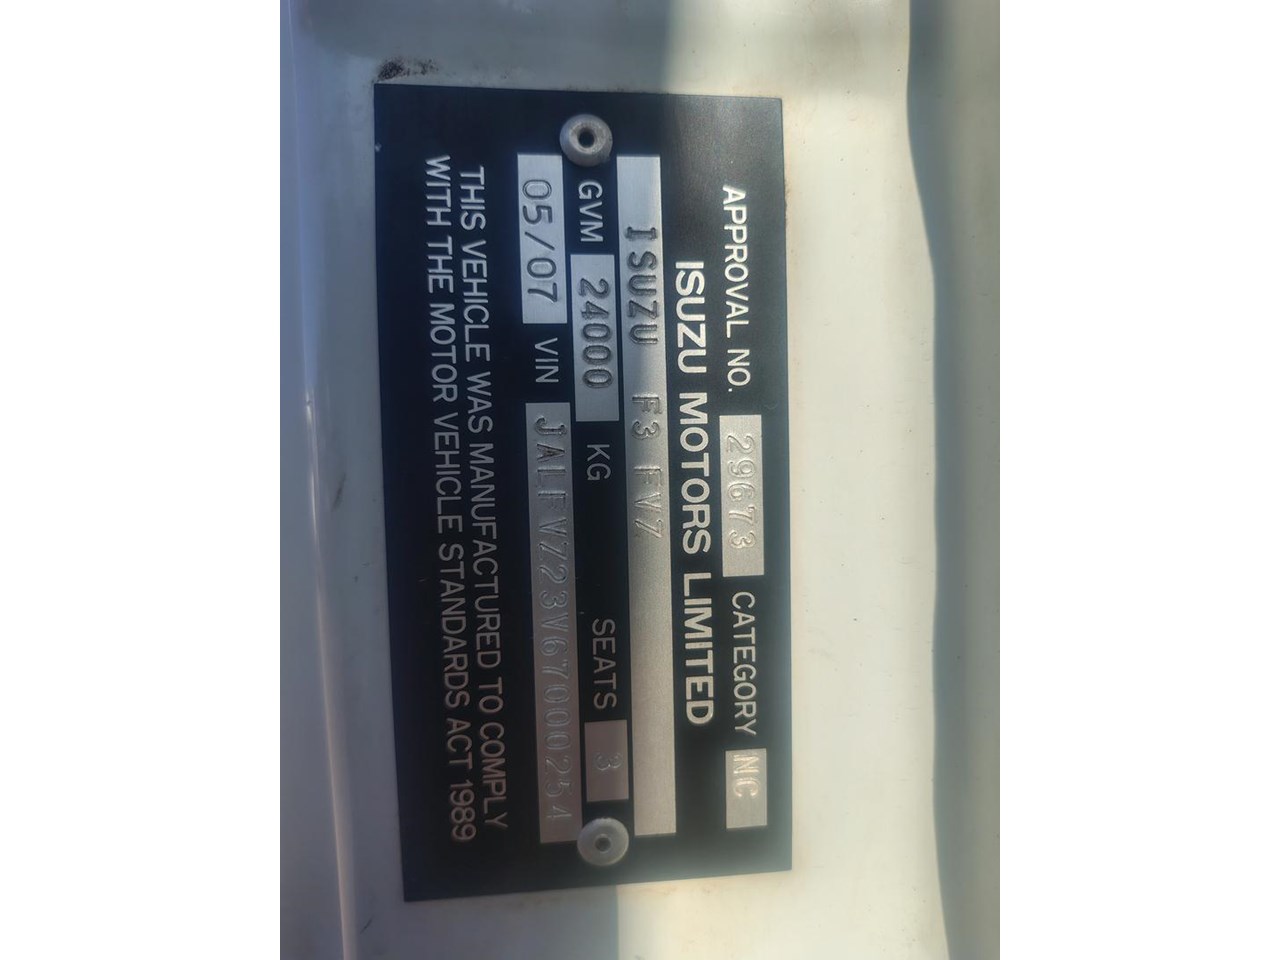 APPROVAL NO. 29673 CATEGORY NC
ISUZU MOTORS LIMITED
ISUZU F3 FV7
GVM 24000 KG SEATS 3
05/07 VIN JALFVZ23V67000254
THIS VEHICLE WAS MANUFACTURED TO COMPLY
WITH THE MOTOR VEHICLE STANDARDS ACT 1989